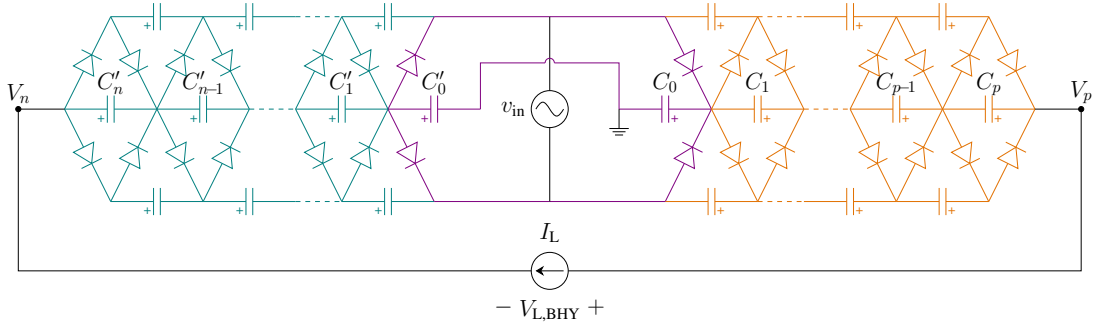 + + + +
C′n C′n–1 C′1 C′0 C0 C1 Cp–1 Cp
Vn vin Vp
+ + + + + + + +
+ + + + + + + +
IL
− VL,BHY +